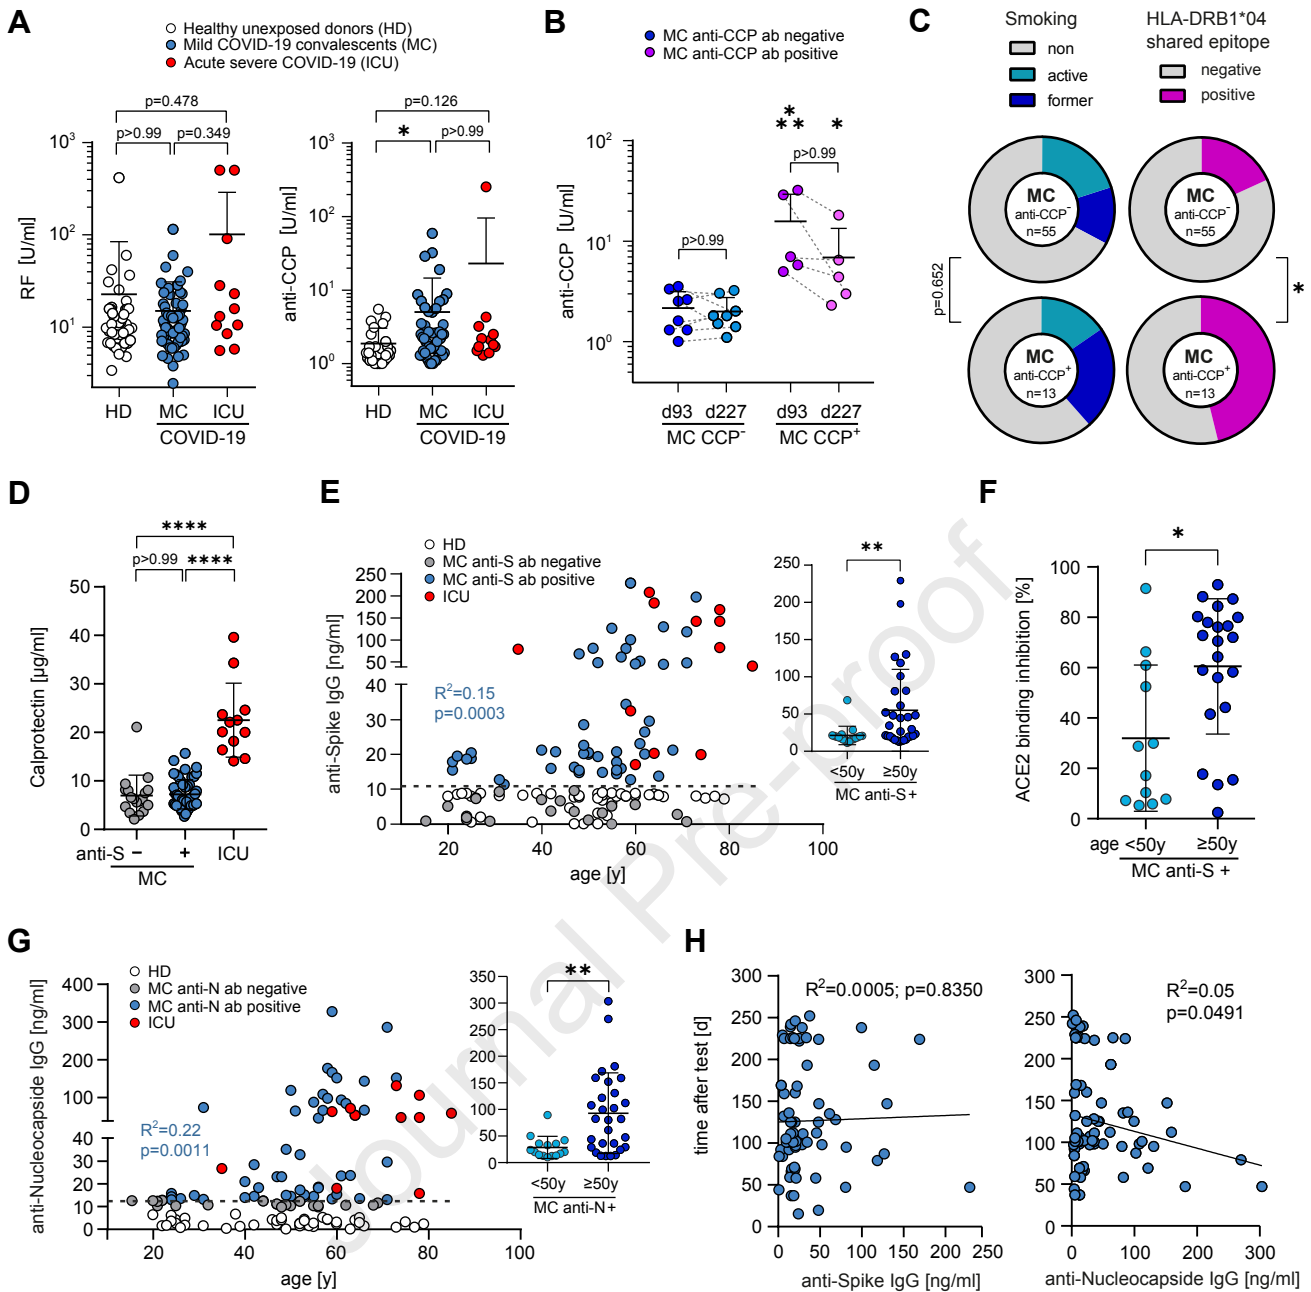 A
Healthy unexposed donors (HD)
Mild COVID-19 convalescents (MC)
Acute severe COVID-19 (ICU)
p=0.478
p>0.99
p=0.349
10³
10²
10¹
RF [U/ml]
HD
MC
ICU
COVID-19
p=0.126
*
p>0.99
10³
10²
10¹
10⁰
anti-CCP [U/ml]
HD
MC
ICU
COVID-19
B
MC anti-CCP ab negative
MC anti-CCP ab positive
*
**
*
p>0.99
p>0.99
10²
10¹
10⁰
anti-CCP [U/ml]
d93 d227
d93 d227
MC CCP⁻
MC CCP⁺
C
Smoking
non
active
former
HLA-DRB1*04
shared epitope
negative
positive
MC
anti-CCP⁻
n=55
MC
anti-CCP⁻
n=55
p=0.652
*
MC
anti-CCP⁺
n=13
MC
anti-CCP⁺
n=13
D
****
p>0.99
****
50
40
30
20
10
0
Calprotectin [µg/ml]
anti-S
−
+
ICU
MC
E
HD
MC anti-S ab negative
MC anti-S ab positive
ICU
250
200
150
100
50
40
30
20
10
0
anti-Spike IgG [ng/ml]
R²=0.15
p=0.0003
20
40
60
80
100
age [y]
**
250
200
150
100
50
0
<50y
≥50y
MC anti-S+
F
*
100
80
60
40
20
0
ACE2 binding inhibition [%]
age <50y
≥50y
MC anti-S +
G
HD
MC anti-N ab negative
MC anti-N ab positive
ICU
400
300
200
100
40
30
20
10
0
anti-Nucleocapside IgG [ng/ml]
R²=0.22
p=0.0011
20
40
60
80
100
age [y]
**
350
300
250
200
150
100
50
0
<50y
≥50y
MC anti-N+
H
300
250
200
150
100
50
0
time after test [d]
R²=0.0005; p=0.8350
0
50
100
150
200
250
anti-Spike IgG [ng/ml]
300
250
200
150
100
50
0
R²=0.05
p=0.0491
0
100
200
300
anti-Nucleocapside IgG [ng/ml]
Journal Pre-proof